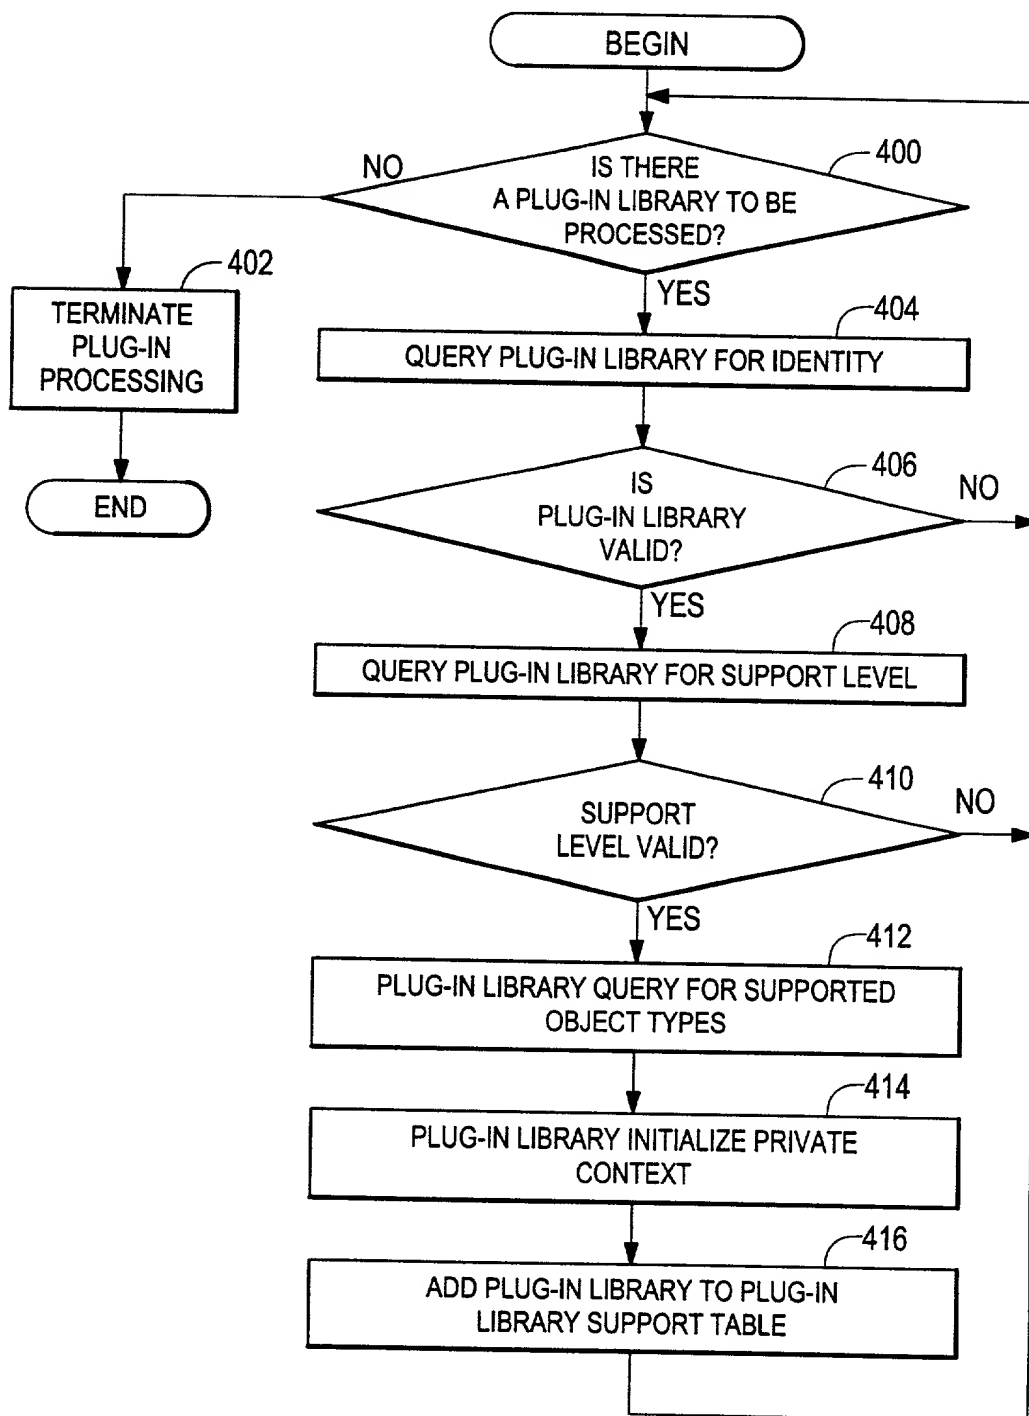 BEGIN
400
IS THERE
A PLUG-IN LIBRARY TO BE
PROCESSED?
NO
402
YES
TERMINATE
PLUG-IN
PROCESSING
404
QUERY PLUG-IN LIBRARY FOR IDENTITY
END
406
IS
PLUG-IN LIBRARY
VALID?
NO
YES
408
QUERY PLUG-IN LIBRARY FOR SUPPORT LEVEL
410
SUPPORT
LEVEL VALID?
NO
YES
412
PLUG-IN LIBRARY QUERY FOR SUPPORTED
OBJECT TYPES
414
PLUG-IN LIBRARY INITIALIZE PRIVATE
CONTEXT
416
ADD PLUG-IN LIBRARY TO PLUG-IN
LIBRARY SUPPORT TABLE